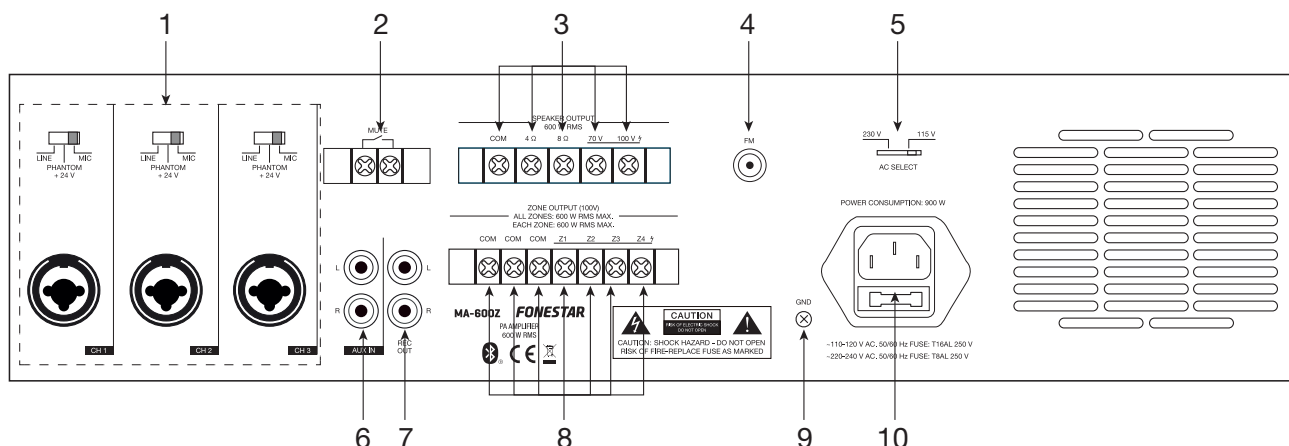 1 2 3 4 5
MUTE
SPEAKER OUTPUT
600 W RMS
COM 4 Ω 8 Ω 70 V 100 V
FM
230 V 115 V
AC SELECT
LINE MIC
PHANTOM
+ 24 V
LINE MIC
PHANTOM
+ 24 V
LINE MIC
PHANTOM
+ 24 V
ZONE OUTPUT (100V)
ALL ZONES: 600 W RMS MAX.
EACH ZONE: 600 W RMS MAX.
COM COM COM Z1 Z2 Z3 Z4
POWER CONSUMPTION: 900 W
L L
R R
AUX IN
REC
OUT
CH 1
CH 2
CH 3
MA-600Z FONESTAR
PA AMPLIFIER
600 W RMS
CE
CAUTION
RISK OF ELECTRIC SHOCK
DO NOT OPEN
CAUTION: SHOCK HAZARD - DO NOT OPEN
RISK OF FIRE-REPLACE FUSE AS MARKED
GND
~110-120 V AC, 50/60 Hz FUSE: T16AL 250 V
~220-240 V AC, 50/60 Hz FUSE: T8AL 250 V
6 7 8 9 10